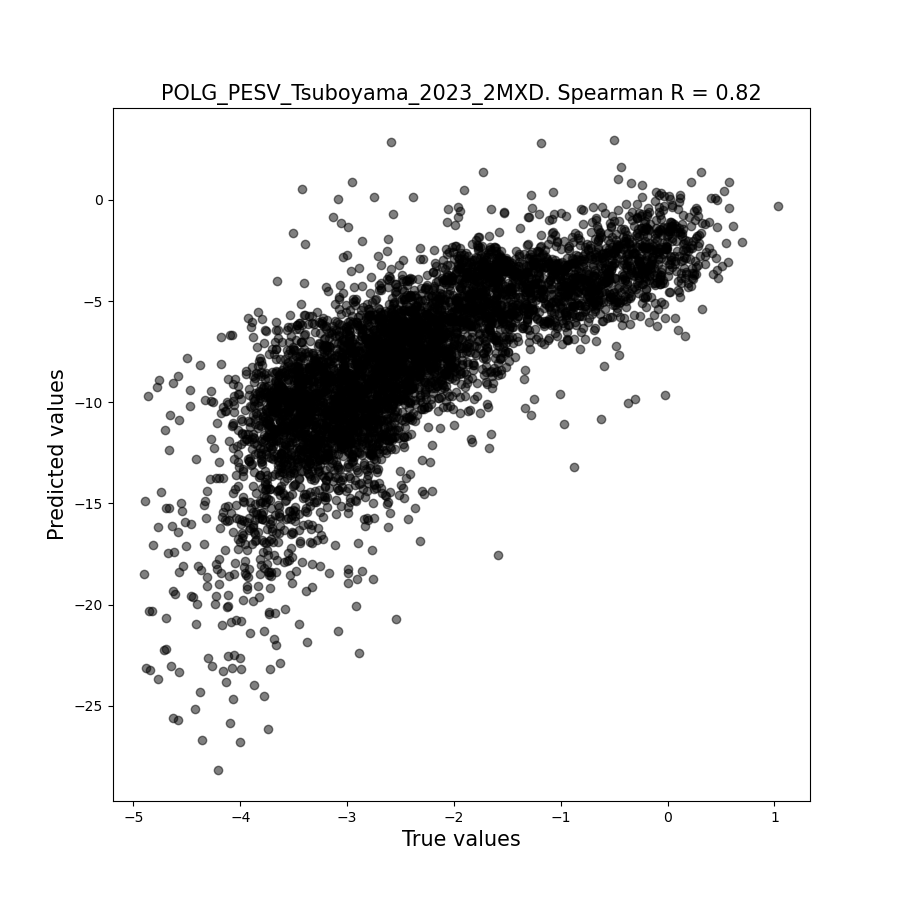 POLG_PESV_Tsuboyama_2023_2MXD. Spearman R = 0.82
Predicted values
0
−5
−10
−15
−20
−25
−5 −4 −3 −2 −1 0 1
True values